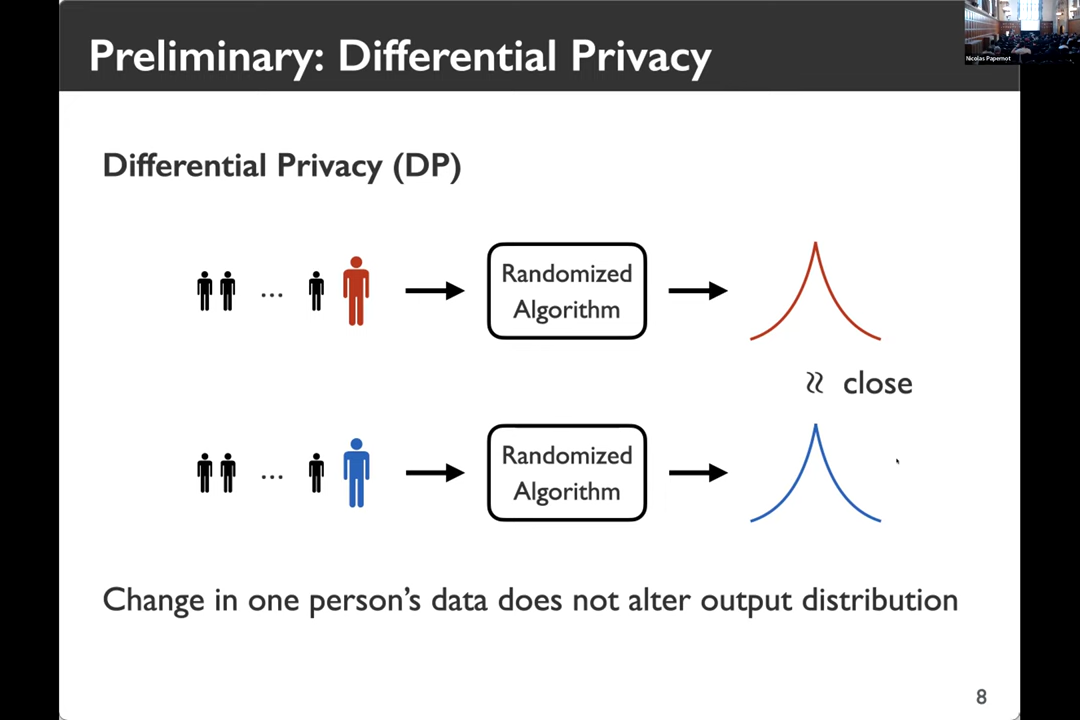 Preliminary: Differential Privacy
Nicolas Papernot
Differential Privacy (DP)
...
Randomized
Algorithm
≈ close
...
Randomized
Algorithm
Change in one person's data does not alter output distribution
8